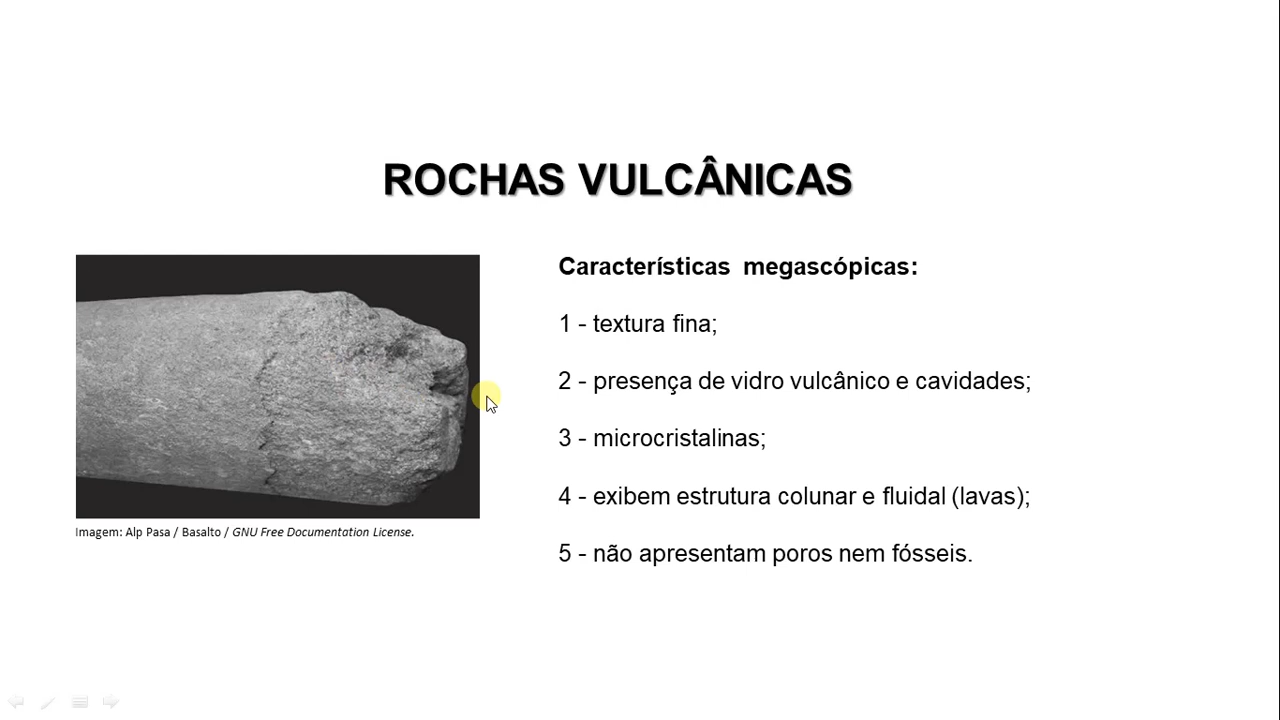 ROCHAS VULCÂNICAS
Características megascópicas:
1 - textura fina;
2 - presença de vidro vulcânico e cavidades;
3 - microcristalinas;
4 - exibem estrutura colunar e fluidal (lavas);
5 - não apresentam poros nem fósseis.
Imagem: Alp Pasa / Basalto / GNU Free Documentation License.